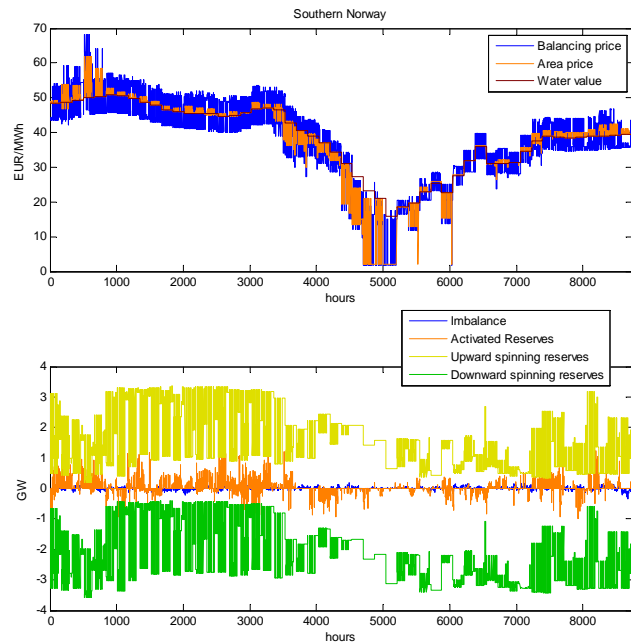 Southern Norway
70
60
50
40
30
20
10
0
EUR/MWh
Balancing price
Area price
Water value
0 1000 2000 3000 4000 5000 6000 7000 8000
hours
Imbalance
Activated Reserves
Upward spinning reserves
Downward spinning reserves
4
3
2
1
0
-1
-2
-3
-4
GW
0 1000 2000 3000 4000 5000 6000 7000 8000
hours